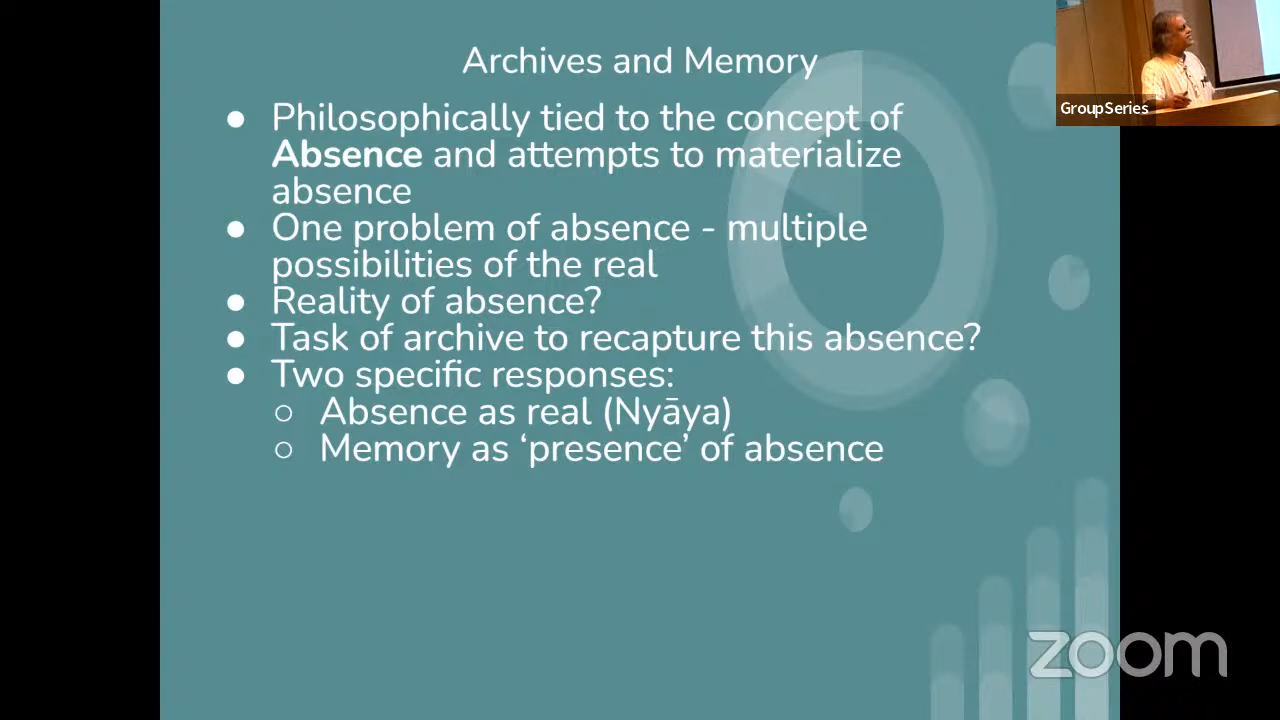 Archives and Memory
● Philosophically tied to the concept of
Absence and attempts to materialize
absence
● One problem of absence - multiple
possibilities of the real
● Reality of absence?
● Task of archive to recapture this absence?
● Two specific responses:
○ Absence as real (Nyāya)
○ Memory as ‘presence’ of absence
GroupSeries
zoom